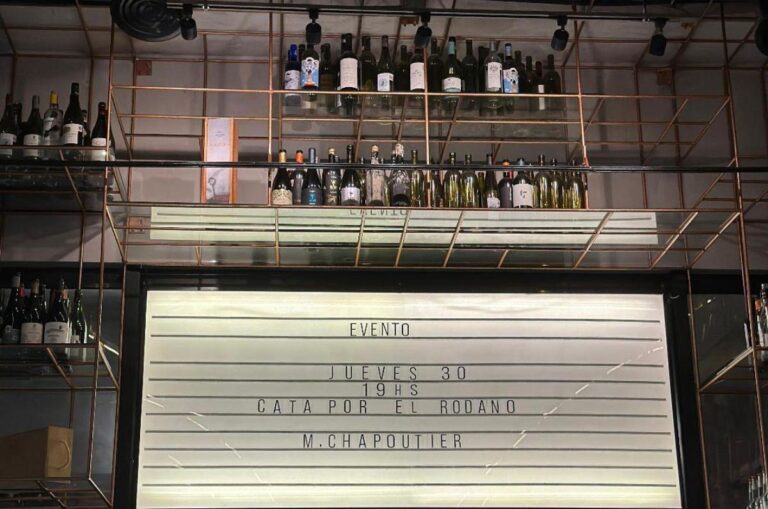 EVENTO
JUEVES 30
19HS
CATA POR EL RODANO
M.CHAPOUTIER